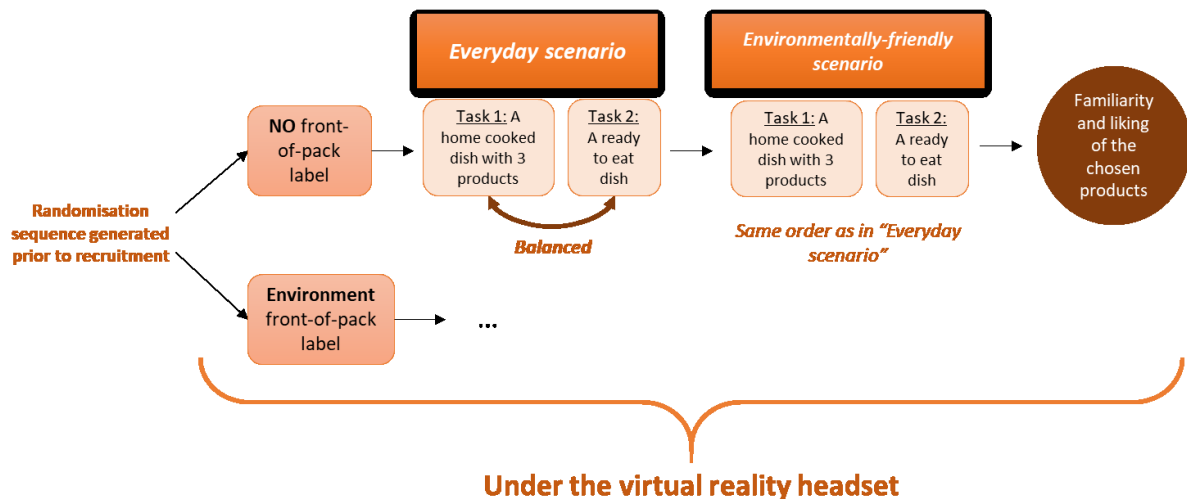 Everyday scenario
Environmentally-friendly
scenario
NO front-
of-pack
label
Task 1: A
home cooked
dish with 3
products
Task 2:
A ready
to eat
dish
Task 1: A
home cooked
dish with 3
products
Task 2:
A ready
to eat
dish
Familiarity
and liking
of the
chosen
products
Randomisation
sequence generated
prior to recruitment
Balanced
Same order as in “Everyday
scenario”
Environment
front-of-pack
label
...
Under the virtual reality headset